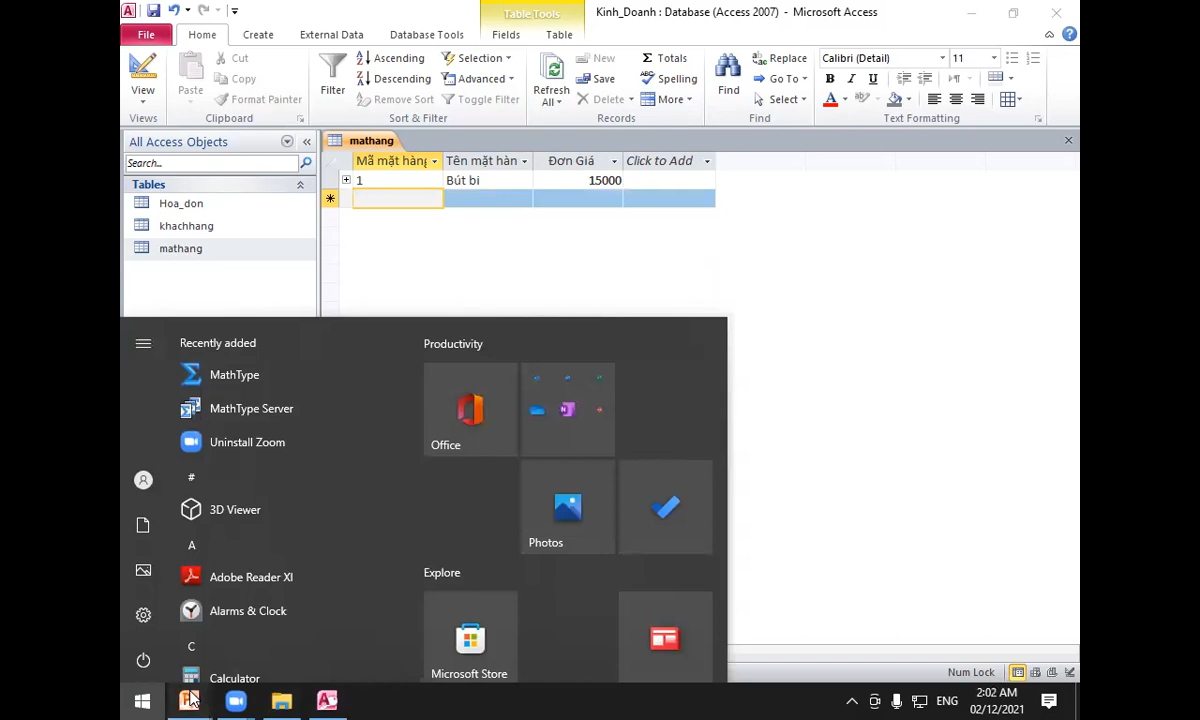 Table Tools
Kinh_Doanh : Database (Access 2007) - Microsoft Access
File Home Create External Data Database Tools Fields Table
View
Views
Paste
Cut
Copy
Format Painter
Clipboard
Filter
Ascending
Descending
Remove Sort
Selection
Advanced
Toggle Filter
Sort & Filter
Refresh
All
New
Save
Delete
Totals
Spelling
More
Records
Find
Replace
Go To
Select
Find
Calibri (Detail) 11
B I U
A
Text Formatting
All Access Objects
Search...
Tables
Hoa_don
khachhang
mathang
mathang
Mã mặt hàng Tên mặt hàn Đơn Giá Click to Add
1 Bút bi 15000
Recently added
MathType
MathType Server
Uninstall Zoom
#
3D Viewer
A
Adobe Reader XI
Alarms & Clock
C
Calculator
Productivity
Office
Photos
Explore
Microsoft Store
Num Lock
ENG
2:02 AM
02/12/2021